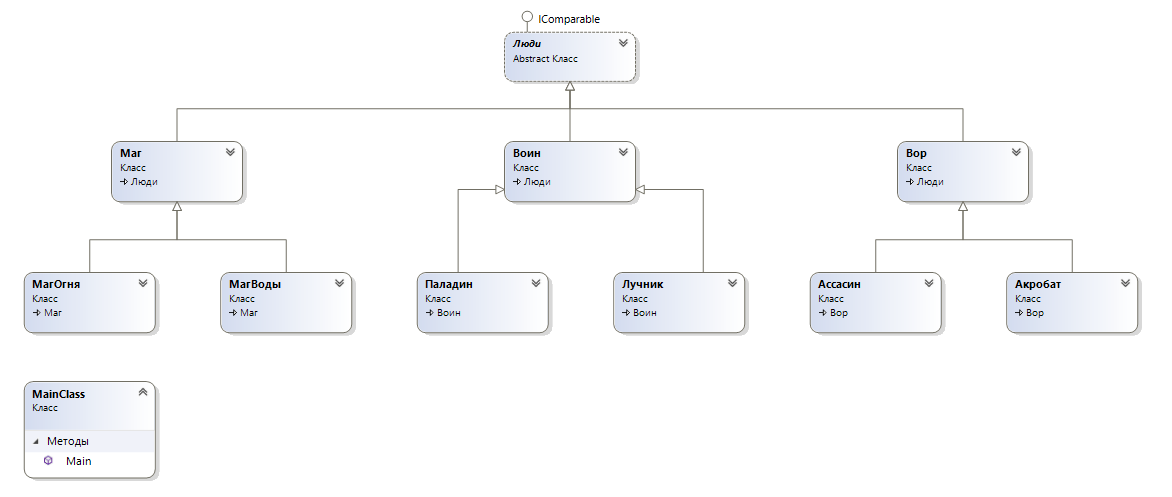 IComparable
Люди
Abstract Класс
Маг
Класс
Люди
Воин
Класс
Люди
Вор
Класс
Люди
МагОгня
Класс
Маг
МагВоды
Класс
Маг
Паладин
Класс
Воин
Лучник
Класс
Воин
Ассасин
Класс
Вор
Акробат
Класс
Вор
MainClass
Класс
Методы
Main